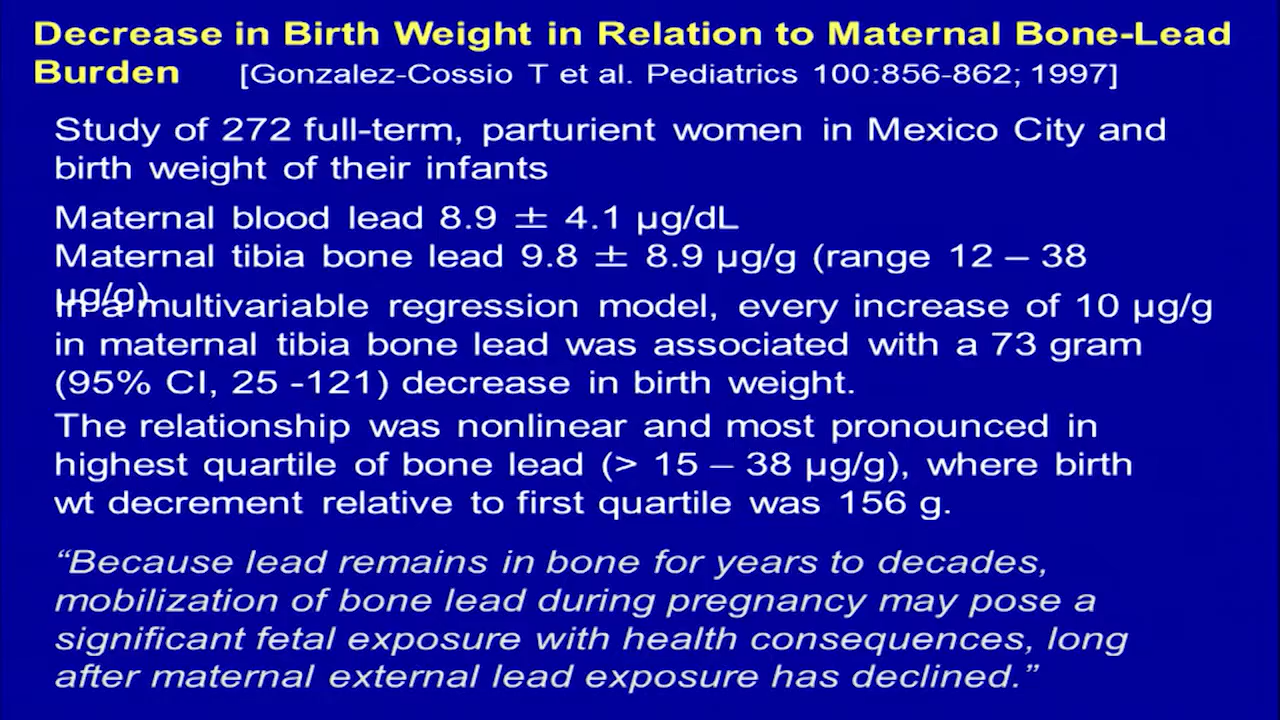 Decrease in Birth Weight in Relation to Maternal Bone-Lead
Burden [Gonzalez-Cossio T et al. Pediatrics 100:856-862; 1997]
Study of 272 full-term, parturient women in Mexico City and
birth weight of their infants
Maternal blood lead 8.9 ± 4.1 µg/dL
Maternal tibia bone lead 9.8 ± 8.9 µg/g (range 12 – 38
µg/g)
In a multivariable regression model, every increase of 10 µg/g
in maternal tibia bone lead was associated with a 73 gram
(95% CI, 25 -121) decrease in birth weight.
The relationship was nonlinear and most pronounced in
highest quartile of bone lead (> 15 – 38 µg/g), where birth
wt decrement relative to first quartile was 156 g.
“Because lead remains in bone for years to decades,
mobilization of bone lead during pregnancy may pose a
significant fetal exposure with health consequences, long
after maternal external lead exposure has declined.”